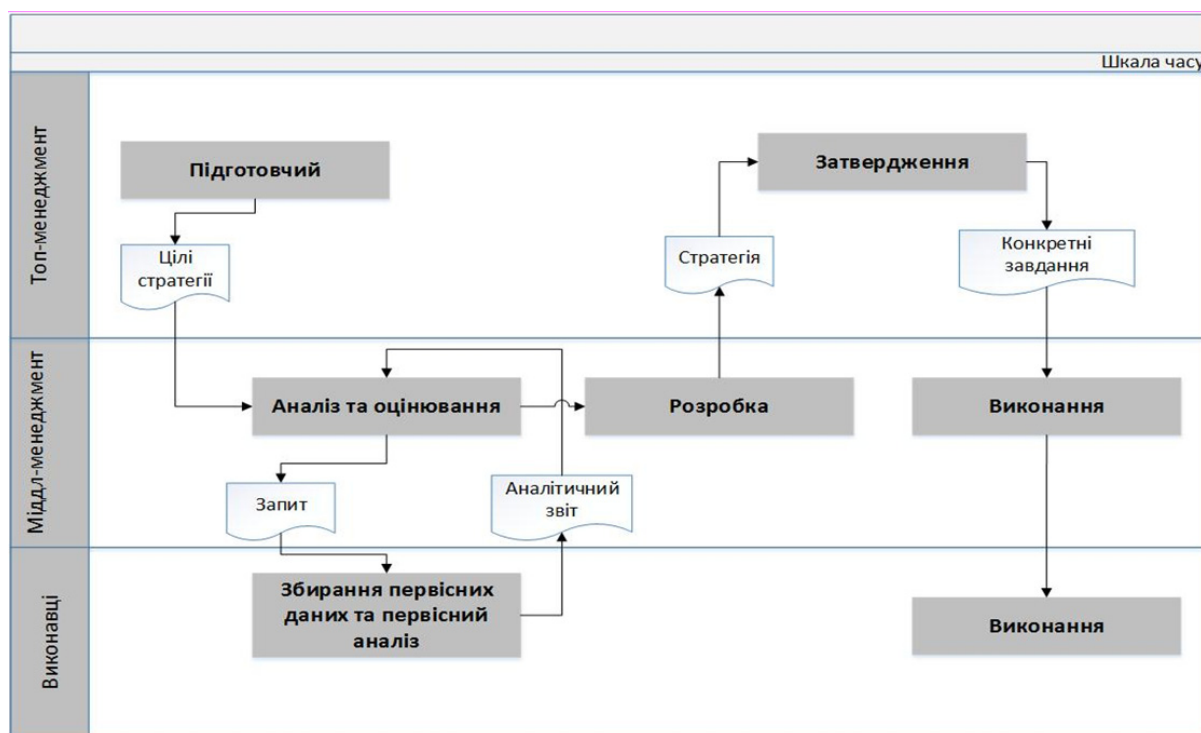 Шкала часу
Топ-менеджмент
Підготовчий
Затвердження
Цілі
стратегії
Стратегія
Конкретні
завдання
Міддл-менеджмент
Аналіз та оцінювання
Розробка
Виконання
Запит
Аналітичний
звіт
Виконавці
Збирання первісних
даних та первісний
аналіз
Виконання